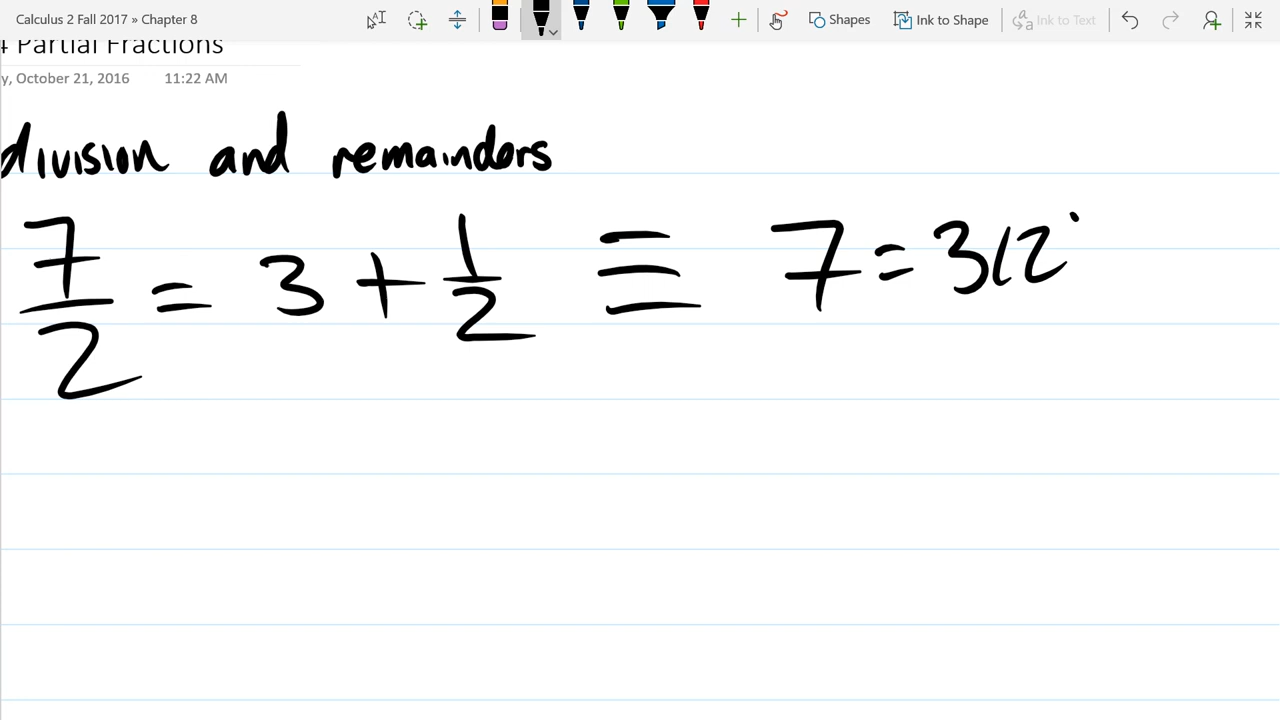 Calculus 2 Fall 2017 » Chapter 8
Shapes
Ink to Shape
Ink to Text
4 Partial Fractions
y, October 21, 2016 11:22 AM
division and remainders
7/2 = 3 + 1/2 ≡ 7 = 3(2